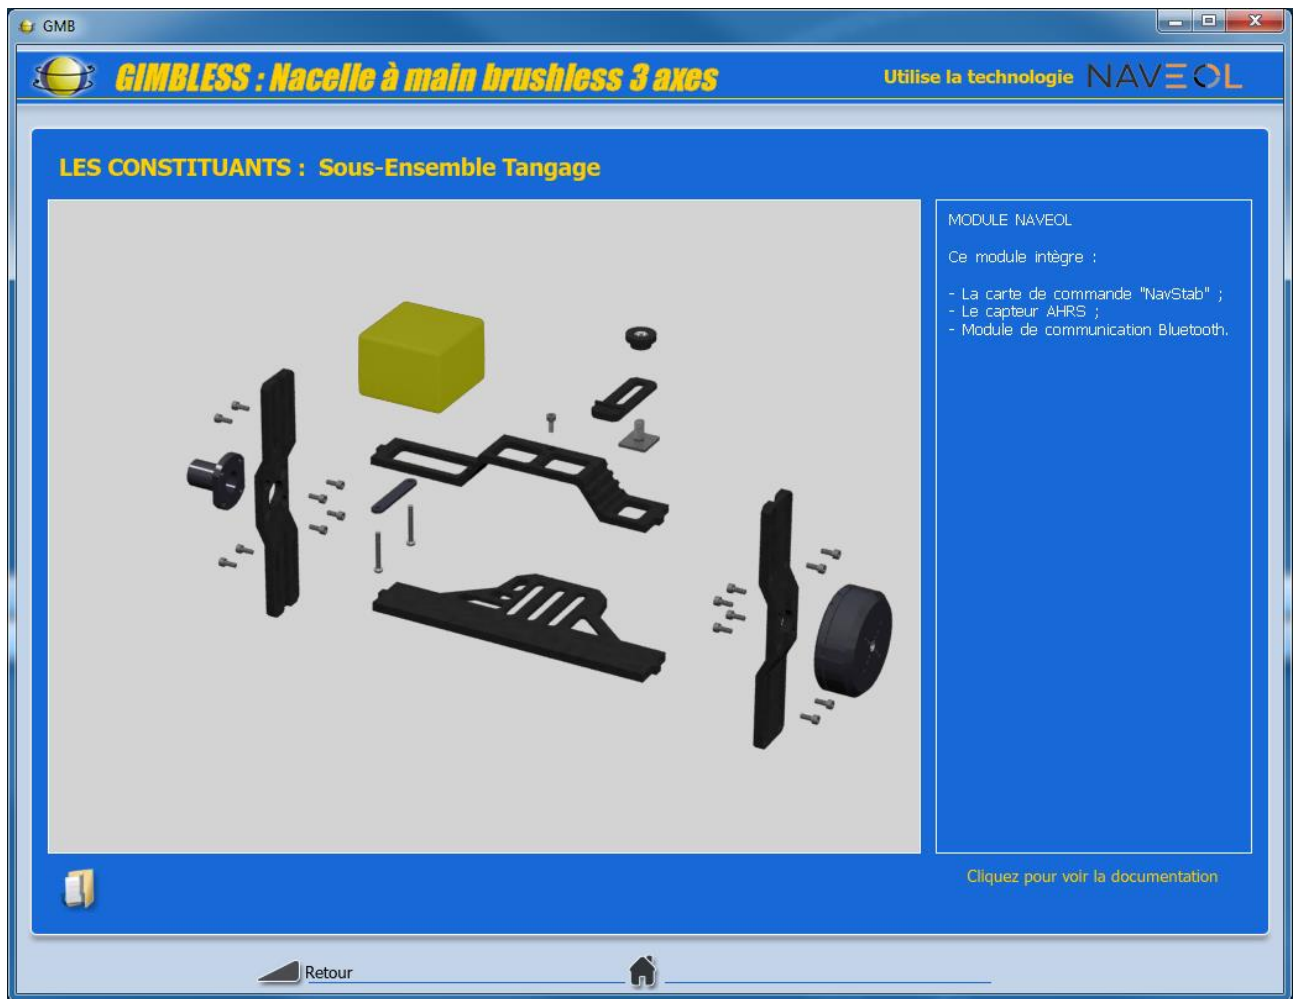 GMB
GIMBLESS : Nacelle à main brushless 3 axes
Utilise la technologie NAVEOL
LES CONSTITUANTS : Sous-Ensemble Tangage
MODULE NAVEOL
Ce module intègre :
- La carte de commande "NavStab" ;
- Le capteur AHRS ;
- Module de communication Bluetooth.
Cliquez pour voir la documentation
Retour